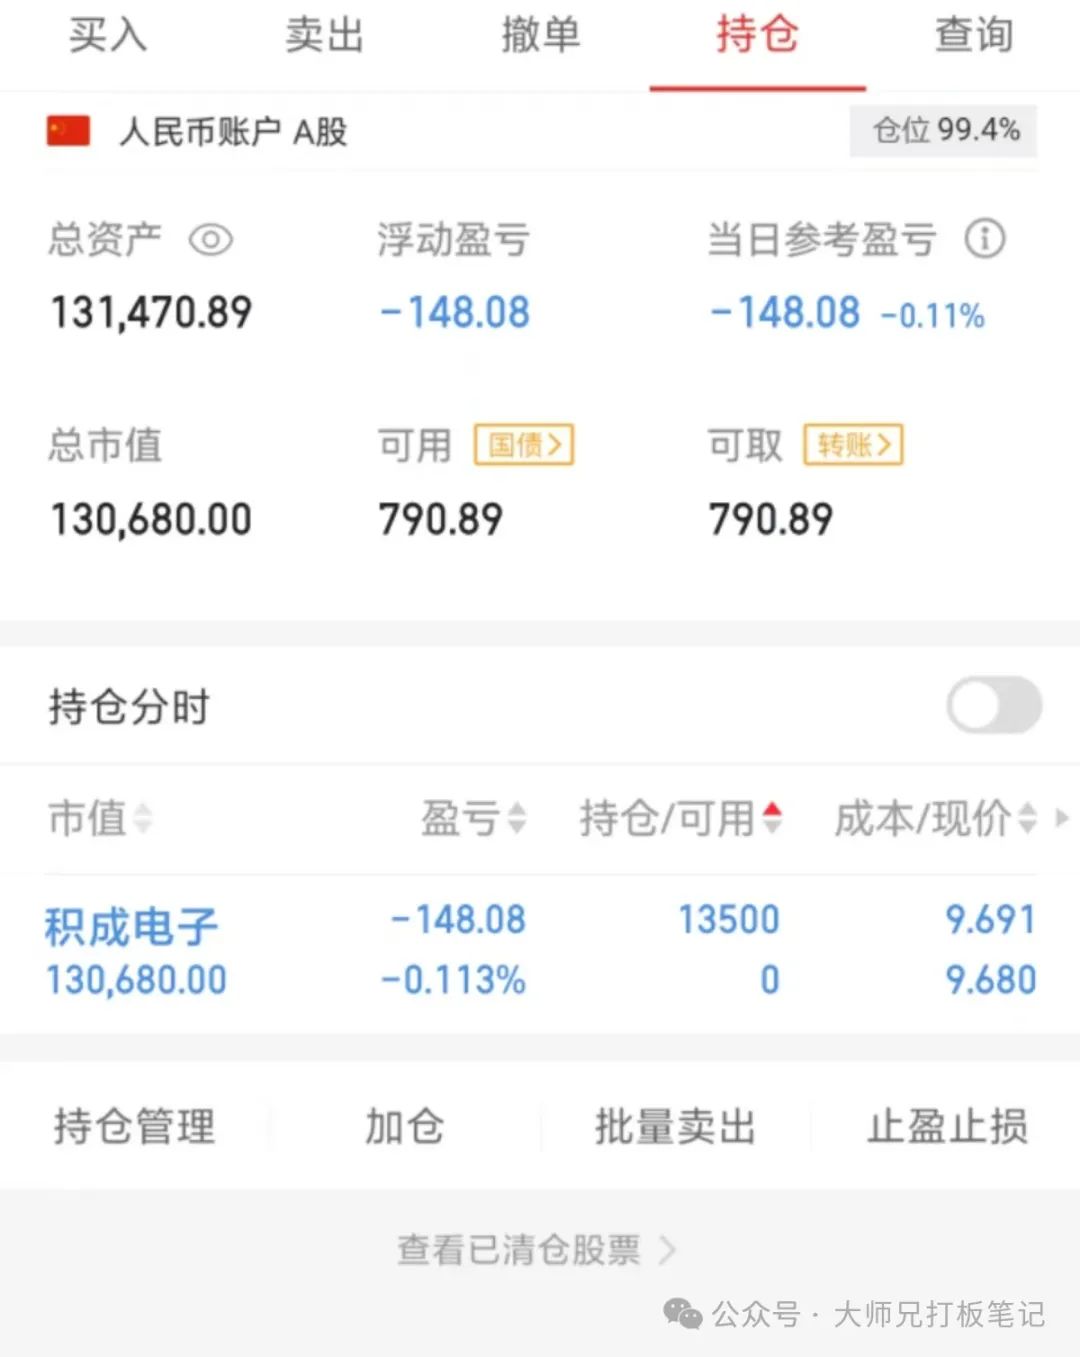 买入 卖出 撤单 持仓 查询
人民币账户 A股 仓位 99.4%
总资产 浮动盈亏 当日参考盈亏
131,470.89 -148.08 -148.08 -0.11%
总市值 可用 国债> 可取 转账>
130,680.00 790.89 790.89
持仓分时
市值 盈亏 持仓/可用 成本/现价
积成电子 -148.08 13500 9.691
130,680.00 -0.113% 0 9.680
持仓管理 加仓 批量卖出 止盈止损
查看已清仓股票 >
公众号 · 大师兄打板笔记